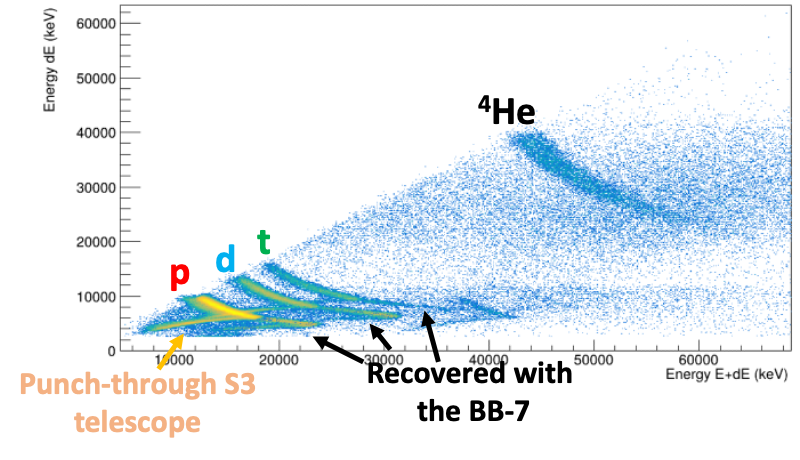 Energy dE (keV)
60000
50000
40000
30000
20000
10000
0
⁴He
p
d
t
10000
20000
30000
40000
50000
60000
Energy E+dE (keV)
Punch-through S3
telescope
Recovered with
the BB-7